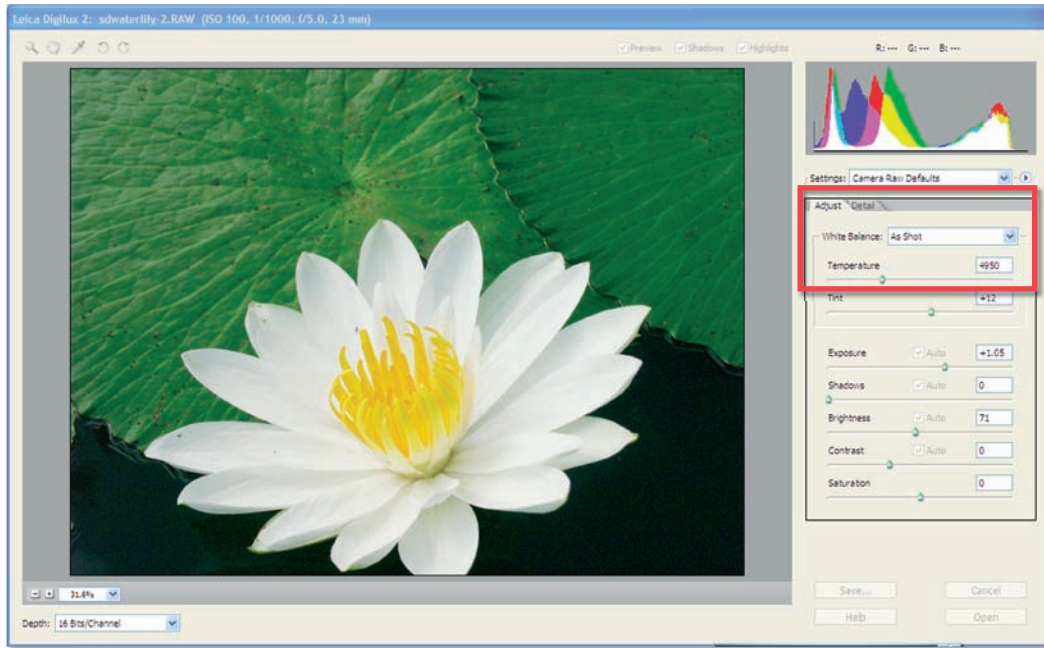 Leica Digilux 2: sdwaterlily-2.RAW (ISO 100, 1/1000, f/5.0, 23 mm)
Preview Shadows Highlights R: --- G: --- B: ---
Settings: Camera Raw Defaults
Adjust Detail
White Balance: As Shot
Temperature 4950
Tint +12
Exposure Auto +1.05
Shadows Auto 0
Brightness Auto 71
Contrast Auto 0
Saturation 0
31.6%
Save... Cancel
Depth: 16 Bits/Channel
Help Open